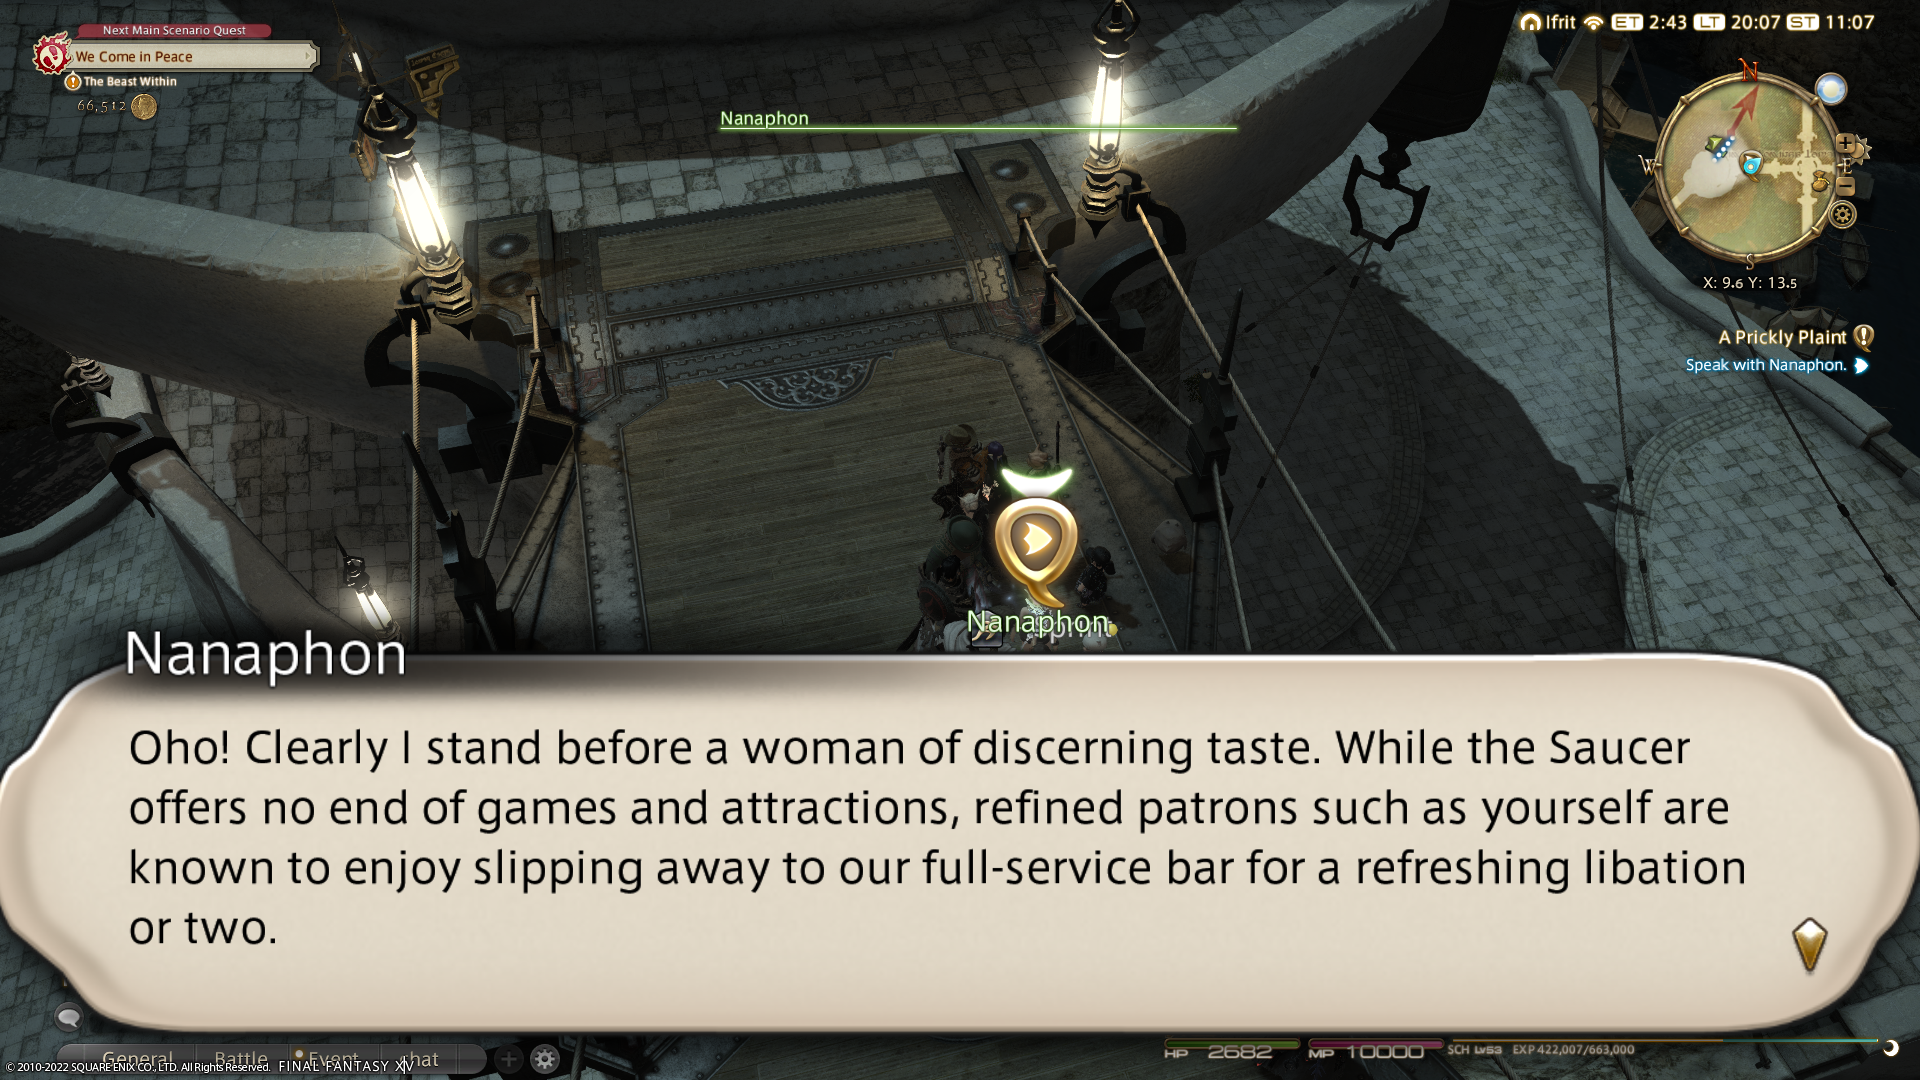 Next Main Scenario Quest
We Come in Peace
The Beast Within
66,512
Ifrit ET 2:43 LT 20:07 ST 11:07
Nanaphon
N
W
E
S
X: 9.6 Y: 13.5
A Prickly Plaint
Speak with Nanaphon.
Nanaphon
Nanaphon
Oho! Clearly I stand before a woman of discerning taste. While the Saucer
offers no end of games and attractions, refined patrons such as yourself are
known to enjoy slipping away to our full-service bar for a refreshing libation
or two.
General Battle Event chat
HP 2682 MP 10000 SCH Lv53 EXP 422,007/663,000
© 2010-2022 SQUARE ENIX CO., LTD. All Rights Reserved. FINAL FANTASY XIV